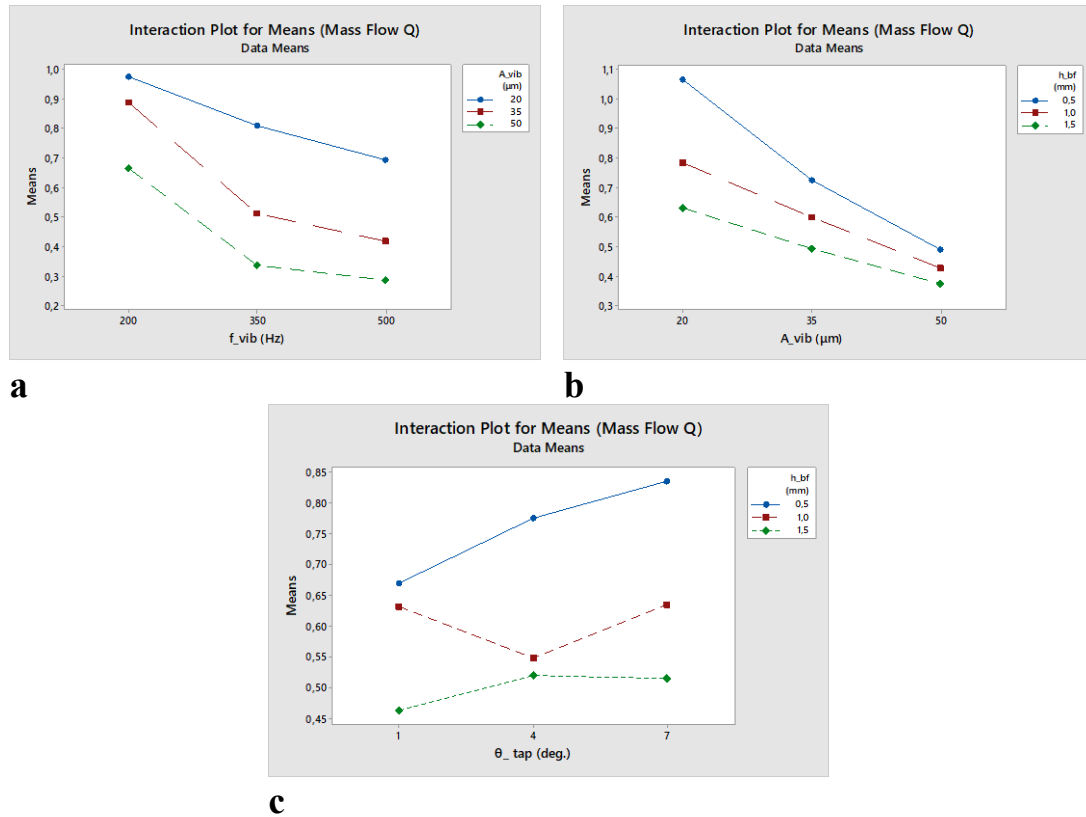 Interaction Plot for Means (Mass Flow Q)
Data Means
1,0
0,9
0,8
0,7
0,6
0,5
0,4
0,3
0,2
Means
200
350
500
f_vib (Hz)
A_vib
(µm)
20
35
50
a
Interaction Plot for Means (Mass Flow Q)
Data Means
1,1
1,0
0,9
0,8
0,7
0,6
0,5
0,4
0,3
Means
20
35
50
A_vib (µm)
h_bf
(mm)
0,5
1,0
1,5
b
Interaction Plot for Means (Mass Flow Q)
Data Means
0,85
0,80
0,75
0,70
0,65
0,60
0,55
0,50
0,45
Means
1
4
7
θ_ tap (deg.)
h_bf
(mm)
0,5
1,0
1,5
c